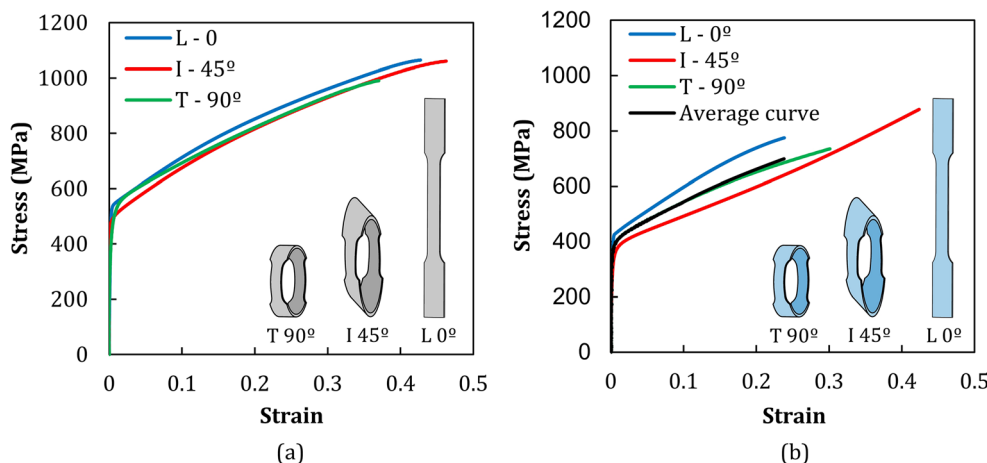 1200
1000
800
600
400
200
0
Stress (MPa)
L - 0
I - 45º
T - 90º
T 90º I 45º L 0º
0 0.1 0.2 0.3 0.4 0.5
Strain
(a)
1200
1000
800
600
400
200
0
Stress (MPa)
L - 0º
I - 45º
T - 90º
Average curve
T 90º I 45º L 0º
0 0.1 0.2 0.3 0.4 0.5
Strain
(b)